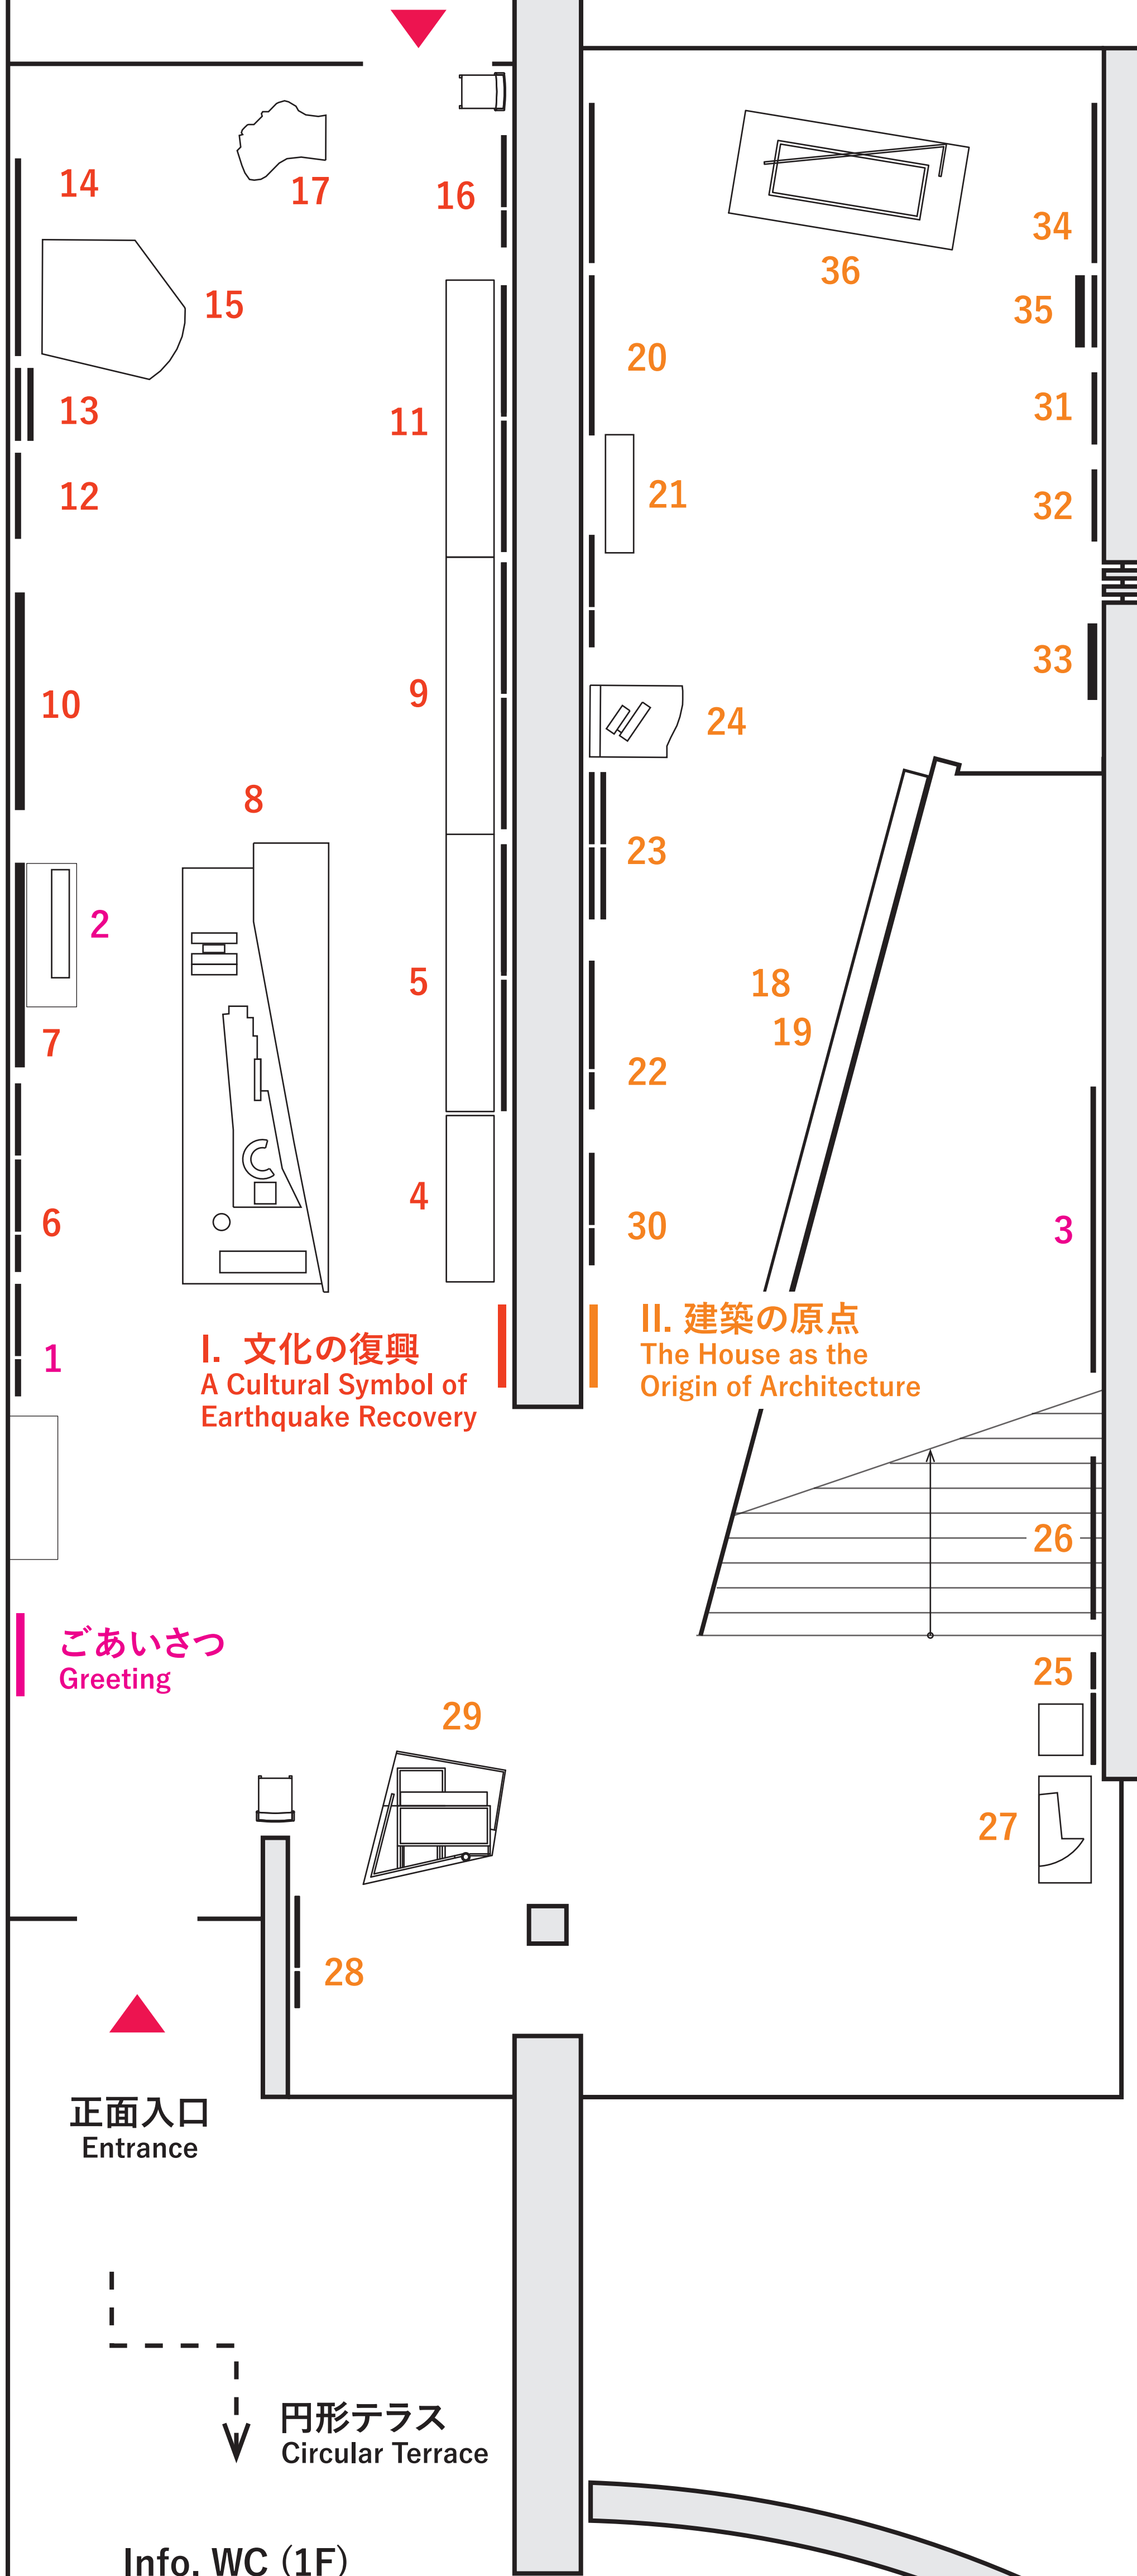 14
17
16
34
36
15
35
20
13
11
31
12
21
32
33
9
10
24
8
23
2
5
18
19
7
22
4
6
30
3
1
I. 文化の復興
A Cultural Symbol of
Earthquake Recovery
II. 建築の原点
The House as the
Origin of Architecture
26
ごあいさつ
Greeting
25
29
27
28
正面入口
Entrance
円形テラス
Circular Terrace
Info. WC (1F)